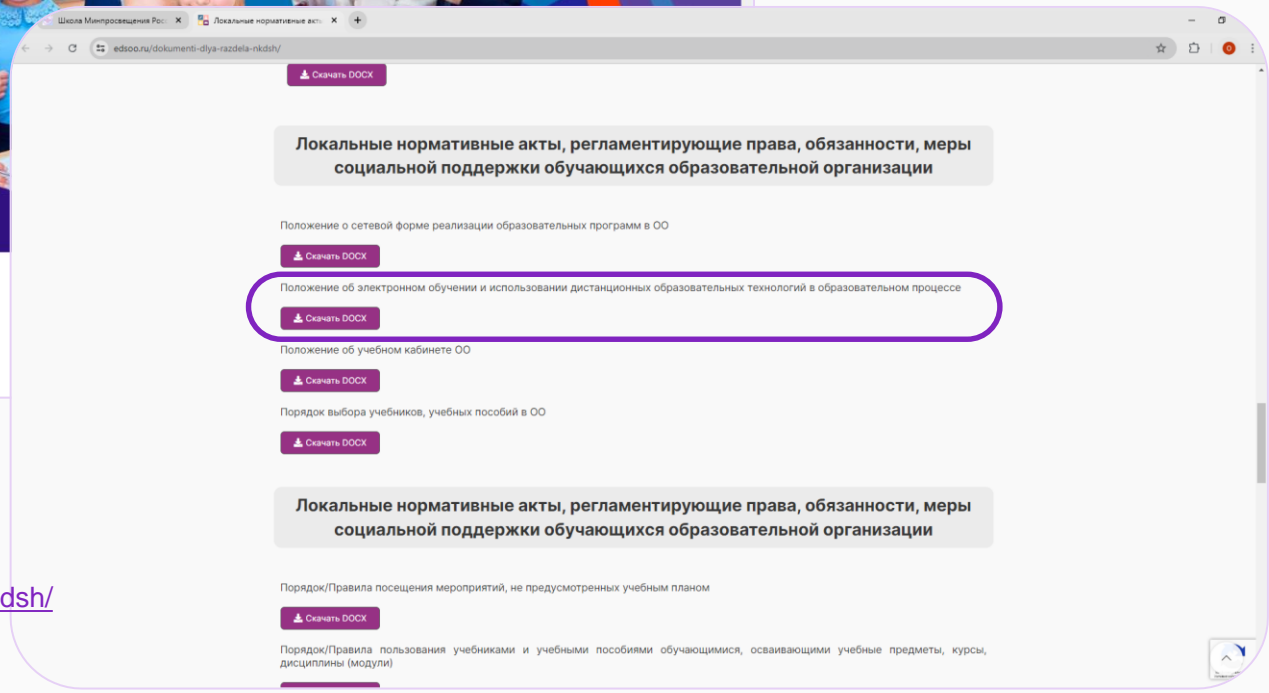 Школа Минпросвещения Рос
Локальные нормативные акты
edsoo.ru/dokumenti-dlya-razdela-nkdsh/
Скачать DOCX
Локальные нормативные акты, регламентирующие права, обязанности, меры
социальной поддержки обучающихся образовательной организации
Положение о сетевой форме реализации образовательных программ в ОО
Скачать DOCX
Положение об электронном обучении и использовании дистанционных образовательных технологий в образовательном процессе
Скачать DOCX
Положение об учебном кабинете ОО
Скачать DOCX
Порядок выбора учебников, учебных пособий в ОО
Скачать DOCX
Локальные нормативные акты, регламентирующие права, обязанности, меры
социальной поддержки обучающихся образовательной организации
dsh/
Порядок/Правила посещения мероприятий, не предусмотренных учебным планом
Скачать DOCX
Порядок/Правила пользования учебниками и учебными пособиями обучающимися, осваивающими учебные предметы, курсы,
дисциплины (модули)